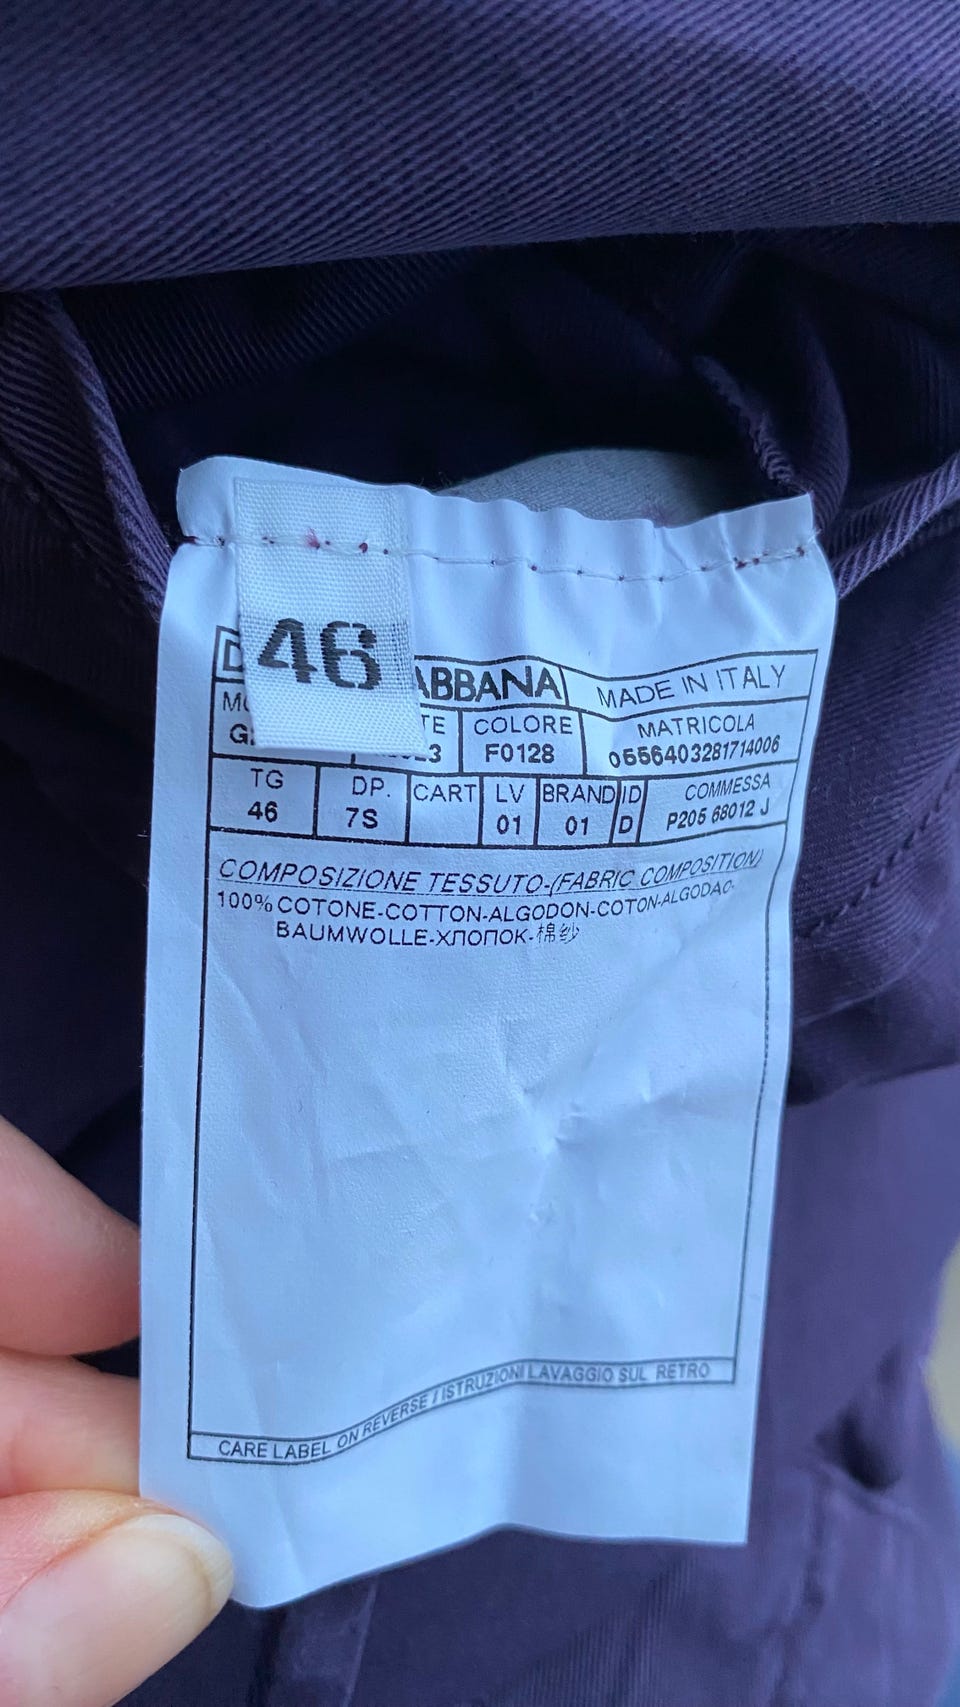 46
ABBANA MADE IN ITALY
COLORE MATRICOLA
F0128 0556403281714006
TG DP. CART LV BRAND ID COMMESSA
46 7S 01 01 D P205 68012 J
COMPOSIZIONE TESSUTO-(FABRIC COMPOSITION)
100% COTONE-COTTON-ALGODON-COTON-ALGODAO-
BAUMWOLLE-ХЛОПОК-棉纱
CARE LABEL ON REVERSE / ISTRUZIONI LAVAGGIO SUL RETRO